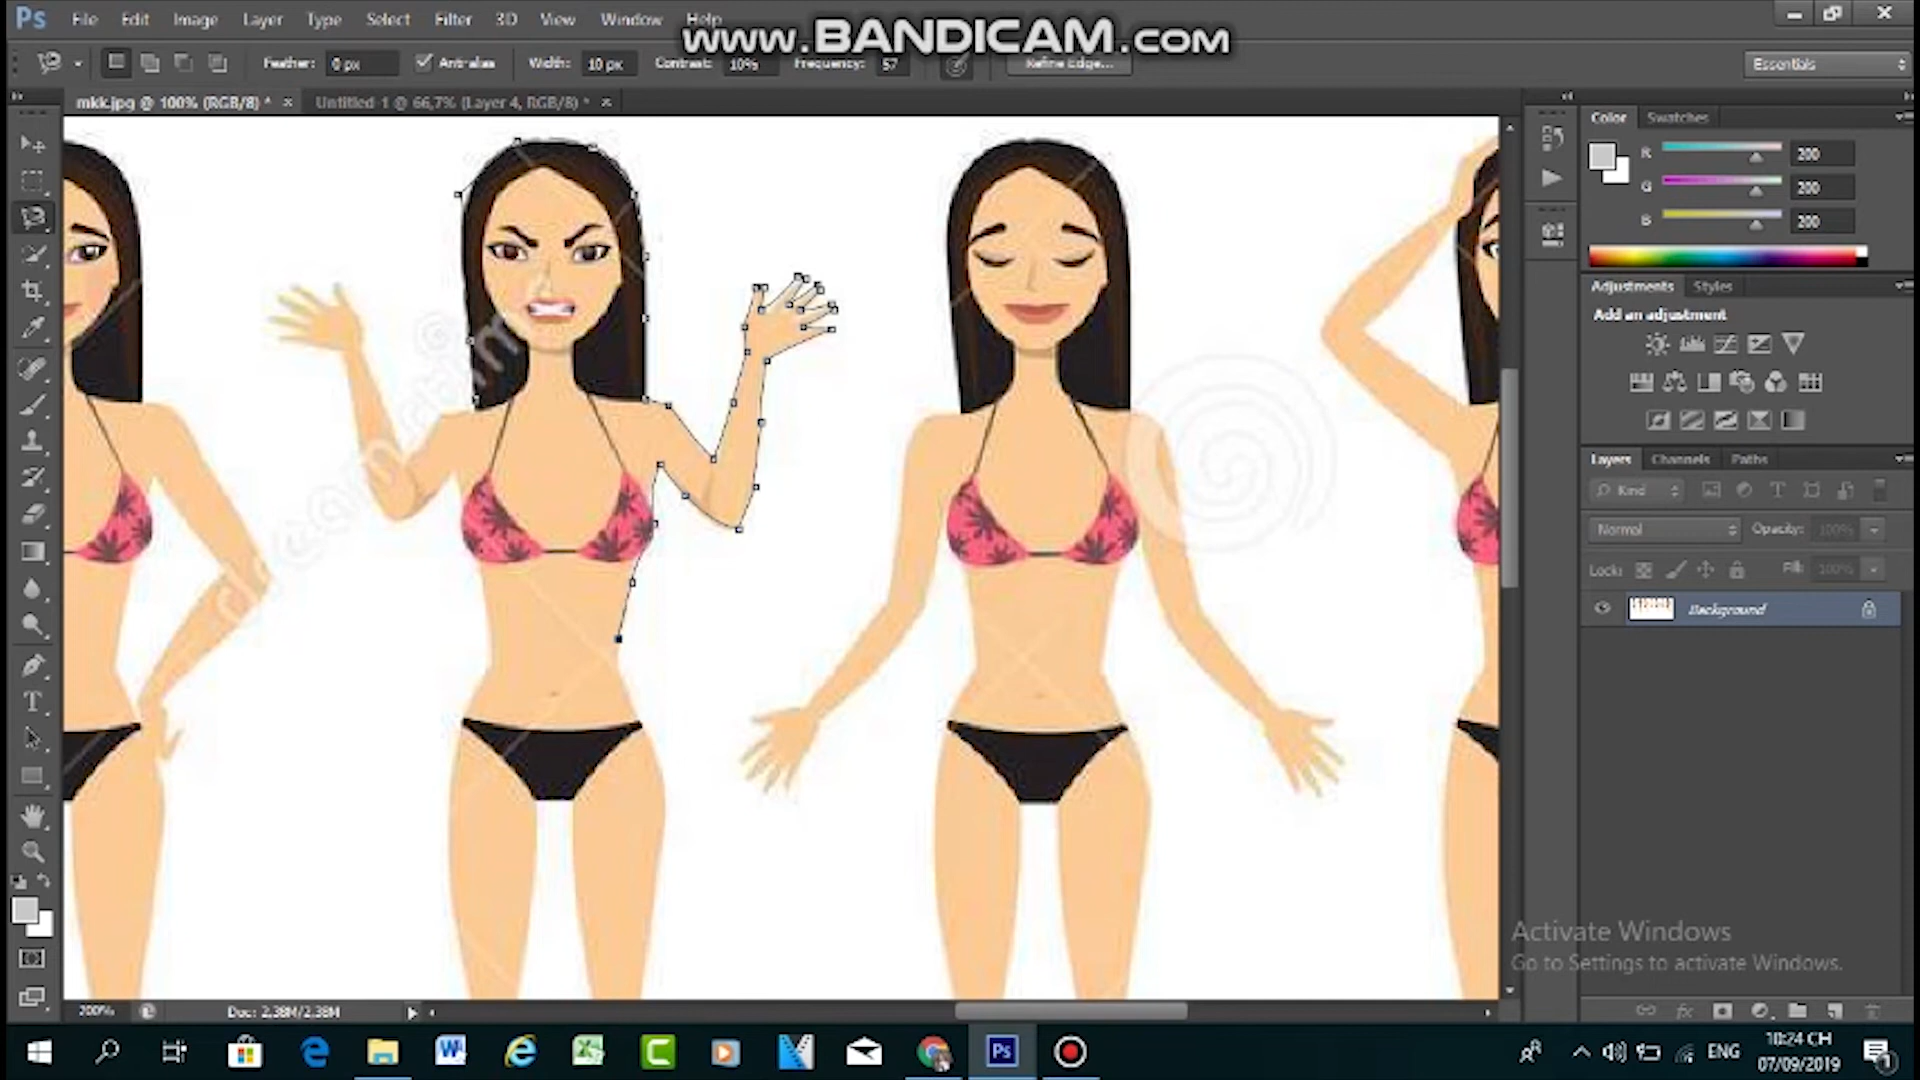 Ps File Edit Image Layer Type Select Filter 3D View Window Help
www.BANDICAM.com
Feather: 0 px Anti-alias Width: 10 px Contrast: 10% Frequency: 57 Refine Edge... Essentials
mkk.jpg @ 100% (RGB/8) * × Untitled-1 @ 66,7% (Layer 4, RGB/8) * ×
Color Swatches
R 200
G 200
B 200
Adjustments Styles
Add an adjustment
Layers Channels Paths
Kind
Normal Opacity: 100%
Lock: Fill: 100%
Background
dreamstime
Activate Windows
Go to Settings to activate Windows.
200% Doc: 2,38M/2,38M
ENG
10:24 CH
07/09/2019